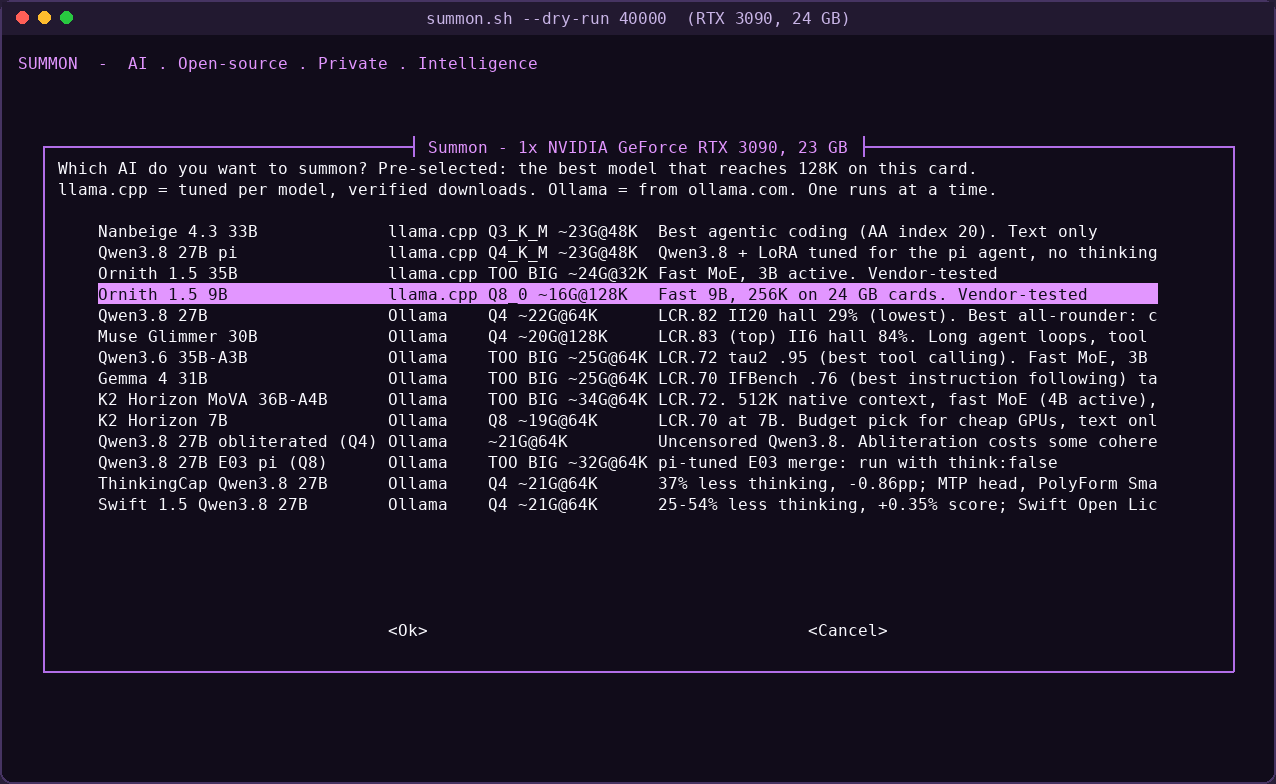 summon.sh --dry-run 40000  (RTX 3090, 24 GB)
SUMMON  -  AI . Open-source . Private . Intelligence
Summon - 1x NVIDIA GeForce RTX 3090, 23 GB
Which AI do you want to summon? Pre-selected: the best model that reaches 128K on this card.
llama.cpp = tuned per model, verified downloads. Ollama = from ollama.com. One runs at a time.
Nanbeige 4.3 33B             llama.cpp Q3_K_M ~23G@48K  Best agentic coding (AA index 20). Text only
Qwen3.8 27B pi               llama.cpp Q4_K_M ~23G@48K  Qwen3.8 + LoRA tuned for the pi agent, no thinking
Ornith 1.5 35B               llama.cpp TOO BIG ~24G@32K Fast MoE, 3B active. Vendor-tested
Ornith 1.5 9B                llama.cpp Q8_0 ~16G@128K   Fast 9B, 256K on 24 GB cards. Vendor-tested
Qwen3.8 27B                  Ollama    Q4 ~22G@64K      LCR.82 II20 hall 29% (lowest). Best all-rounder: c
Muse Glimmer 30B             Ollama    Q4 ~20G@128K     LCR.83 (top) II6 hall 84%. Long agent loops, tool
Qwen3.6 35B-A3B              Ollama    TOO BIG ~25G@64K LCR.72 tau2 .95 (best tool calling). Fast MoE, 3B
Gemma 4 31B                  Ollama    TOO BIG ~25G@64K LCR.70 IFBench .76 (best instruction following) ta
K2 Horizon MoVA 36B-A4B      Ollama    TOO BIG ~34G@64K LCR.72. 512K native context, fast MoE (4B active),
K2 Horizon 7B                Ollama    Q8 ~19G@64K      LCR.70 at 7B. Budget pick for cheap GPUs, text onl
Qwen3.8 27B obliterated (Q4) Ollama    ~21G@64K         Uncensored Qwen3.8. Abliteration costs some cohere
Qwen3.8 27B E03 pi (Q8)      Ollama    TOO BIG ~32G@64K pi-tuned E03 merge: run with think:false
ThinkingCap Qwen3.8 27B      Ollama    Q4 ~21G@64K      37% less thinking, -0.86pp; MTP head, PolyForm Sma
Swift 1.5 Qwen3.8 27B        Ollama    Q4 ~21G@64K      25-54% less thinking, +0.35% score; Swift Open Lic
<Ok>                                      <Cancel>